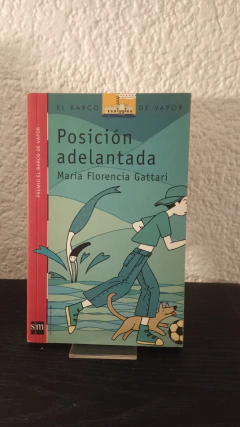 EL BARCO DE VAPOR
Posición
adelantada
María Florencia Gattari
PREMIO EL BARCO DE VAPOR
sm